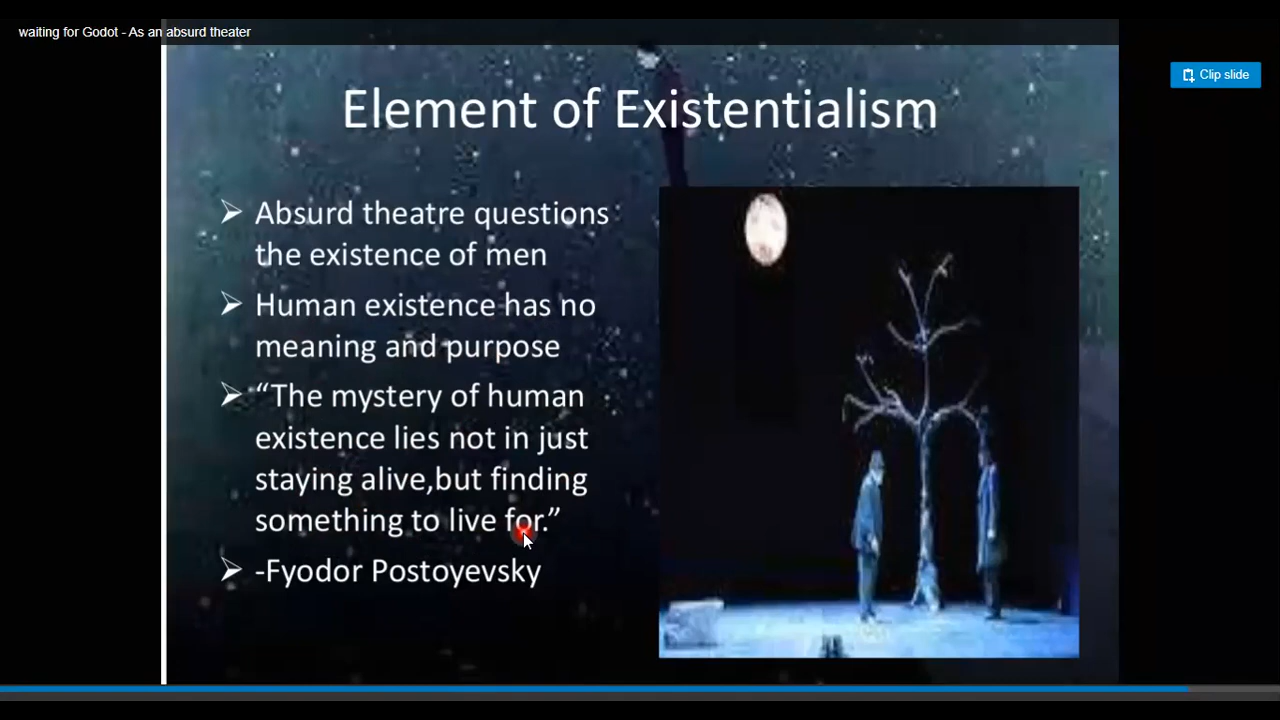 waiting for Godot - As an absurd theater
Clip slide
Element of Existentialism
Absurd theatre questions
the existence of men
Human existence has no
meaning and purpose
“The mystery of human
existence lies not in just
staying alive,but finding
something to live for.”
-Fyodor Postoyevsky